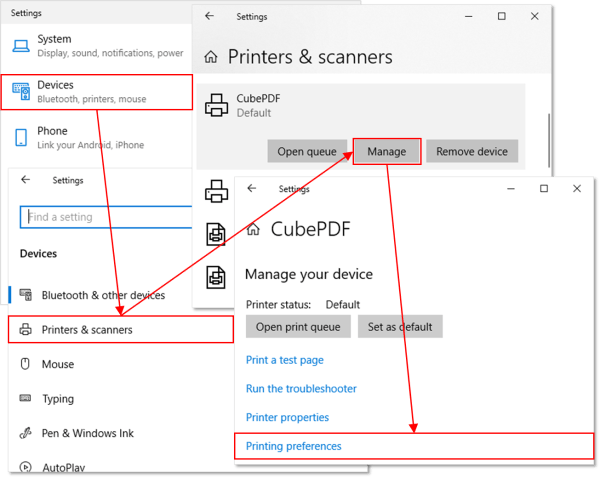 Settings
System
Display, sound, notifications, power
Devices
Bluetooth, printers, mouse
Phone
Link your Android, iPhone
Settings
Find a setting
Devices
Bluetooth & other devices
Printers & scanners
Mouse
Typing
Pen & Windows Ink
AutoPlay
Settings
Printers & scanners
CubePDF
Default
Open queue
Manage
Remove device
Settings
CubePDF
Manage your device
Printer status: Default
Open print queue
Set as default
Print a test page
Run the troubleshooter
Printer properties
Printing preferences